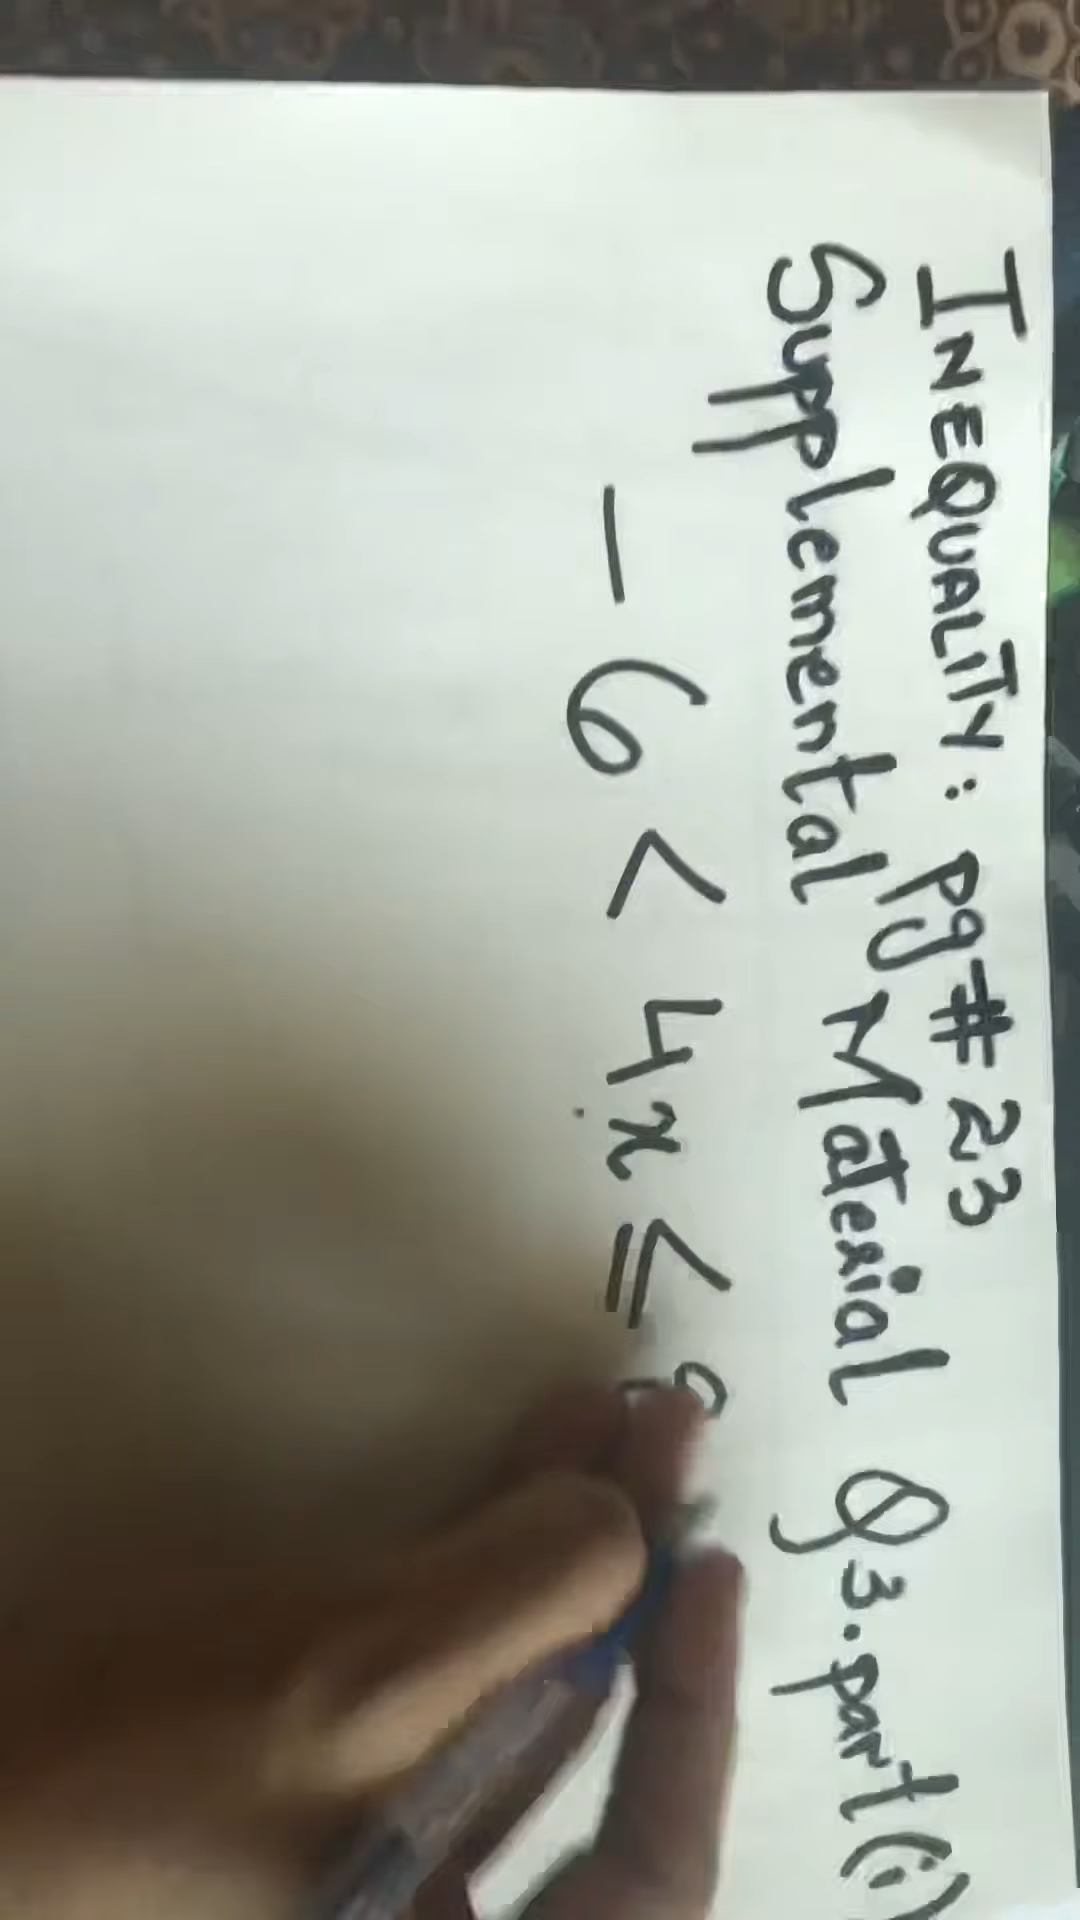 INEQUALITY: Pg # 23
Supplemental Material Q3. part (i)
- 6 < 4x ≤